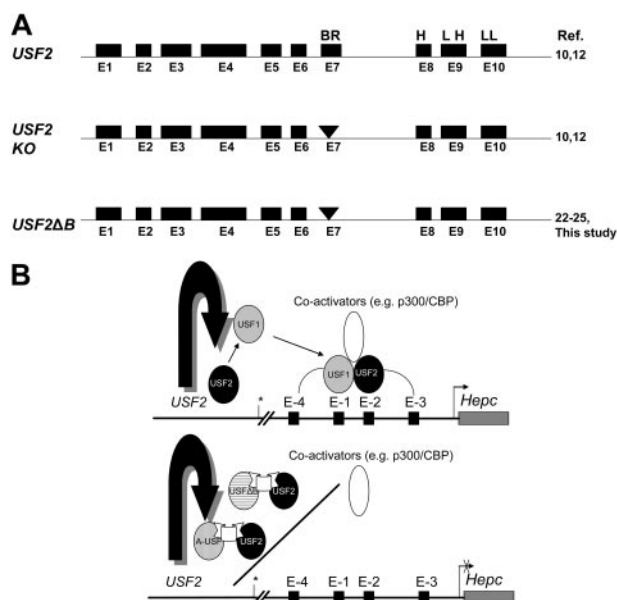 A
BR H L H LL Ref.
USF2 10,12
E1 E2 E3 E4 E5 E6 E7 E8 E9 E10
USF2
KO 10,12
E1 E2 E3 E4 E5 E6 E7 E8 E9 E10
USF2ΔB 22-25,
E1 E2 E3 E4 E5 E6 E7 E8 E9 E10 This study
B
Co-activators (e.g. p300/CBP)
USF1
USF2 USF1 USF2
USF2 * E-4 E-1 E-2 E-3 Hepc
Co-activators (e.g. p300/CBP)
USF2
A-USF USF2
USF2 * E-4 E-1 E-2 E-3 Hepc